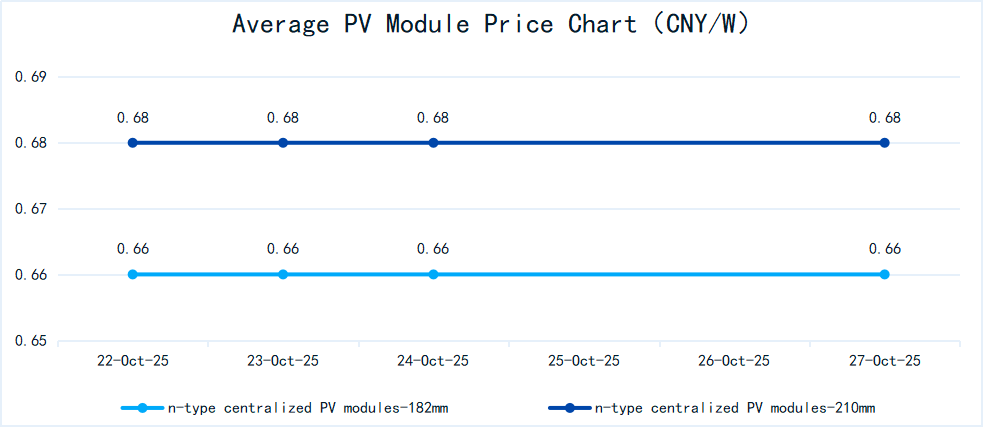 Average PV Module Price Chart (CNY/W)
0.69
0.68 0.68 0.68 0.68
0.68
0.67
0.66 0.66 0.66 0.66
0.66
0.65
22-Oct-25 23-Oct-25 24-Oct-25 25-Oct-25 26-Oct-25 27-Oct-25
n-type centralized PV modules-182mm n-type centralized PV modules-210mm